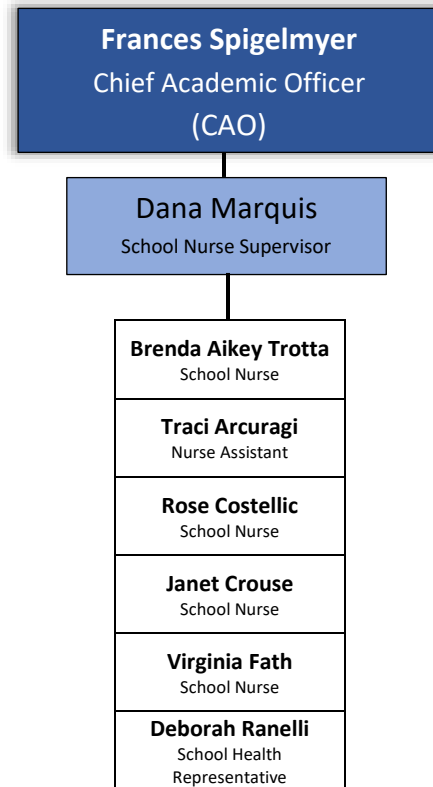 Frances Spigelmyer
Chief Academic Officer
(CAO)
Dana Marquis
School Nurse Supervisor
Brenda Aikey Trotta
School Nurse
Traci Arcuragi
Nurse Assistant
Rose Costellic
School Nurse
Janet Crouse
School Nurse
Virginia Fath
School Nurse
Deborah Ranelli
School Health
Representative